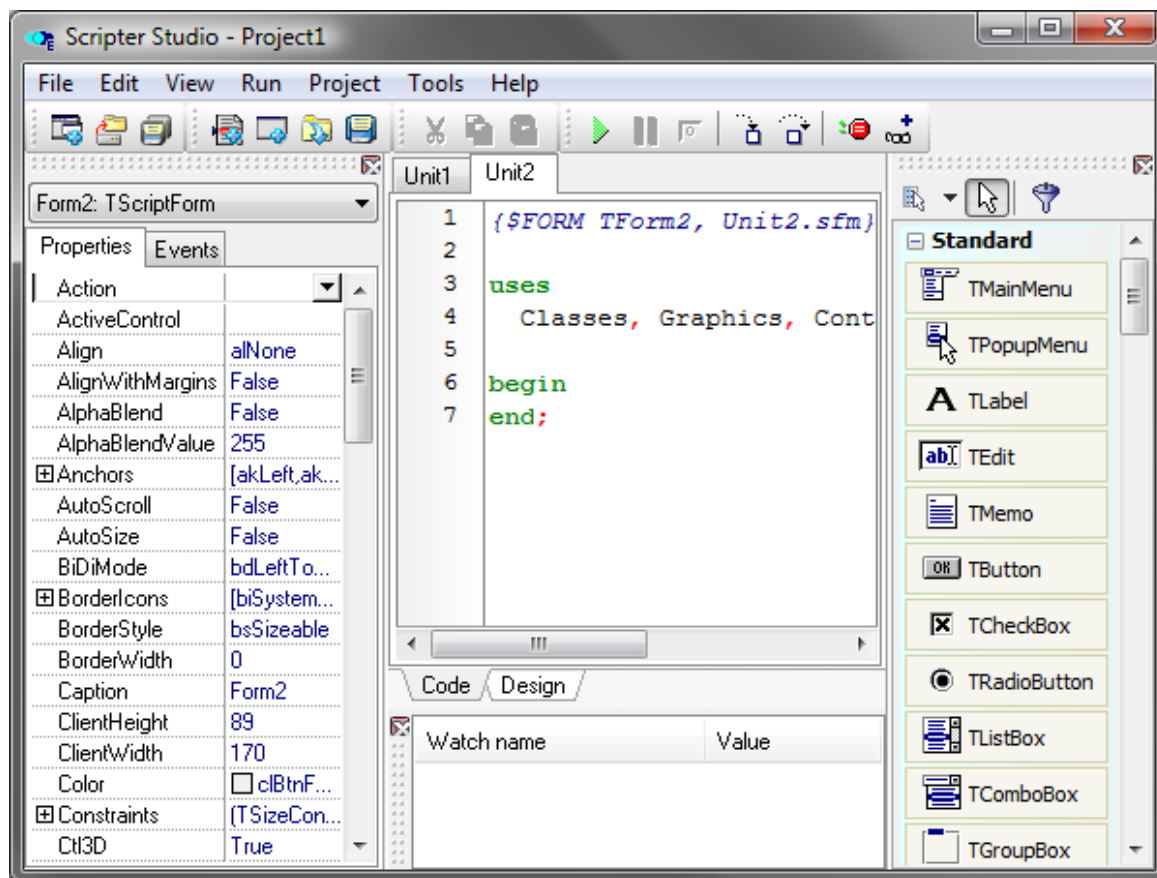 Scripter Studio - Project1
File Edit View Run Project Tools Help
Form2: TScriptForm
Properties Events
Action
ActiveControl
Align alNone
AlignWithMargins False
AlphaBlend False
AlphaBlendValue 255
Anchors [akLeft,ak...
AutoScroll False
AutoSize False
BiDiMode bdLeftTo...
BorderIcons [biSystem...
BorderStyle bsSizeable
BorderWidth 0
Caption Form2
ClientHeight 89
ClientWidth 170
Color clBtnF...
Constraints (TSizeCon...
Ctl3D True
Unit1 Unit2
1 {$FORM TForm2, Unit2.sfm}
2
3 uses
4 Classes, Graphics, Cont
5
6 begin
7 end;
Code Design
Watch name Value
Standard
TMainMenu
TPopupMenu
A TLabel
ab TEdit
TMemo
OK TButton
TCheckBox
TRadioButton
TListBox
TComboBox
TGroupBox